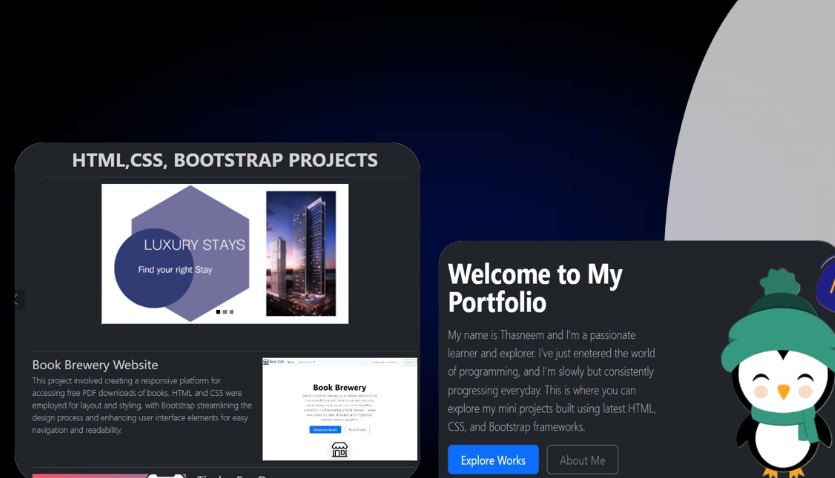 HTML,CSS, BOOTSTRAP PROJECTS
LUXURY STAYS
Find your right Stay
Book Brewery Website
This project involved creating a responsive platform for
accessing free PDF downloads of books. HTML and CSS were
employed for layout and styling, with Bootstrap streamlining the
design process and enhancing user interface elements for easy
navigation and readability.
Book Brewery
Welcome to My
Portfolio
My name is Thasneem and I'm a passionate
learner and explorer. I've just enetered the world
of programming, and I'm slowly but consistently
progressing everyday. This is where you can
explore my mini projects built using latest HTML,
CSS, and Bootstrap frameworks.
Explore Works
About Me